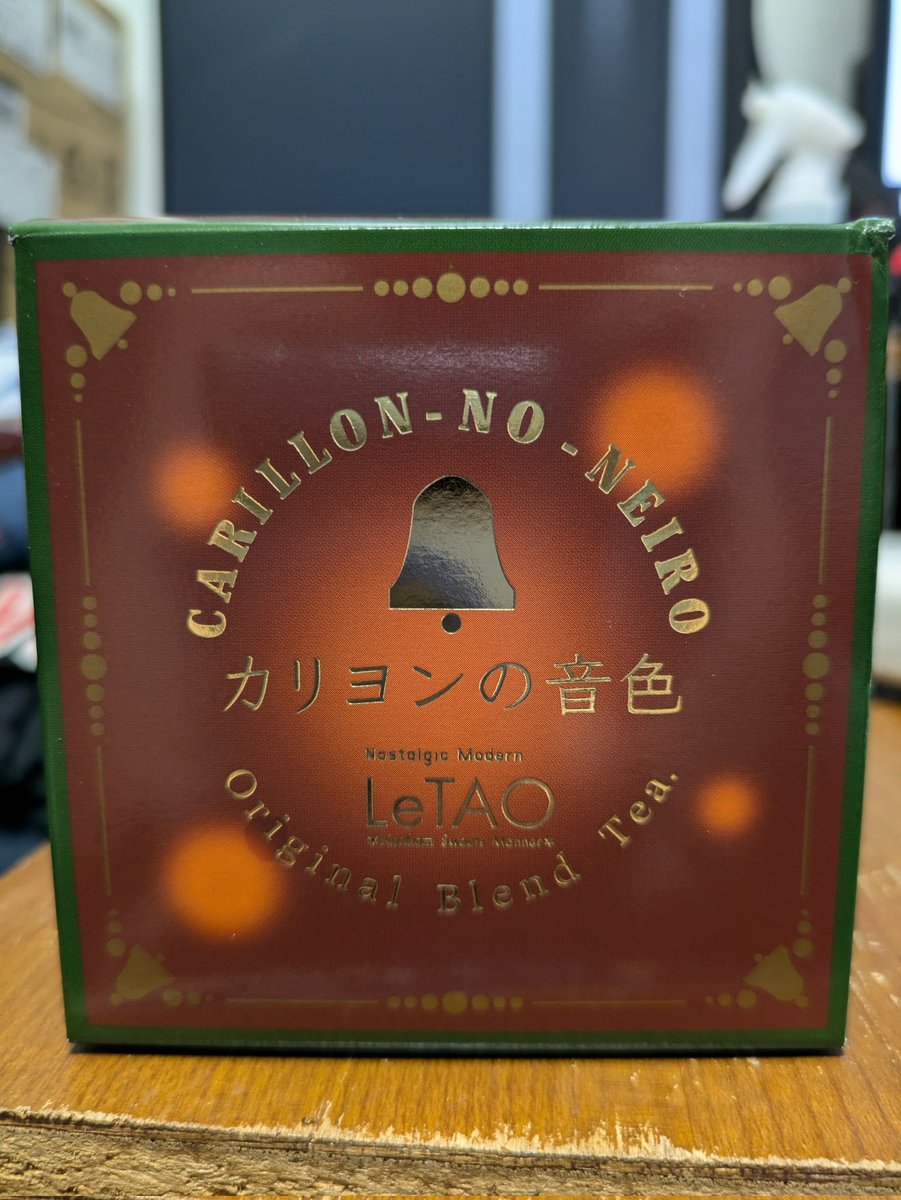 CARILLON-NO-NEIRO
カリヨンの音色
Nostalgic Modern
LeTAO
Original Blend Tea.